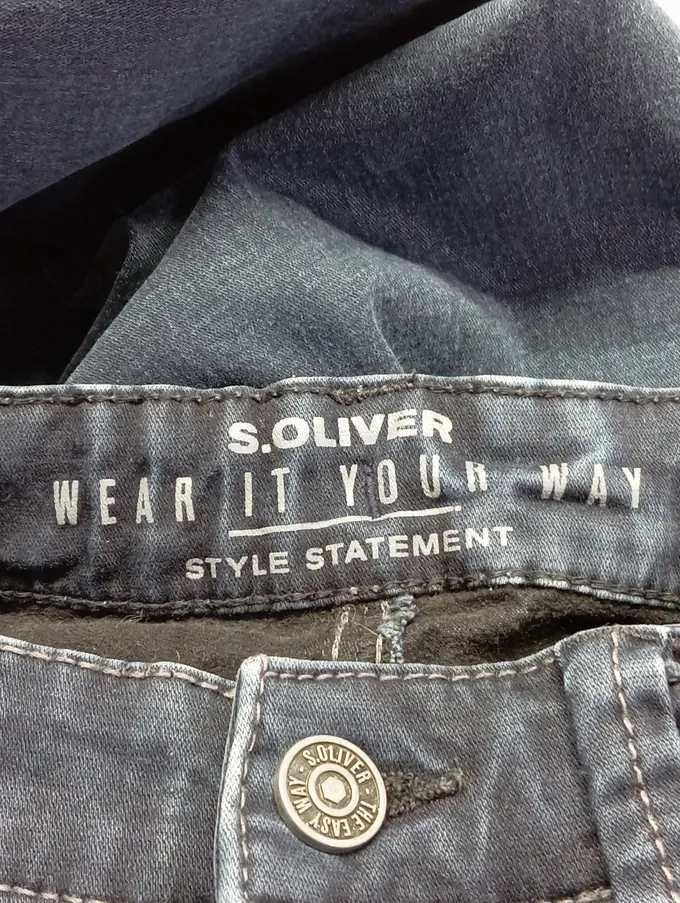 S.OLIVER
WEAR IT YOUR WAY
STYLE STATEMENT
S.OLIVER - THE EASY WAY -